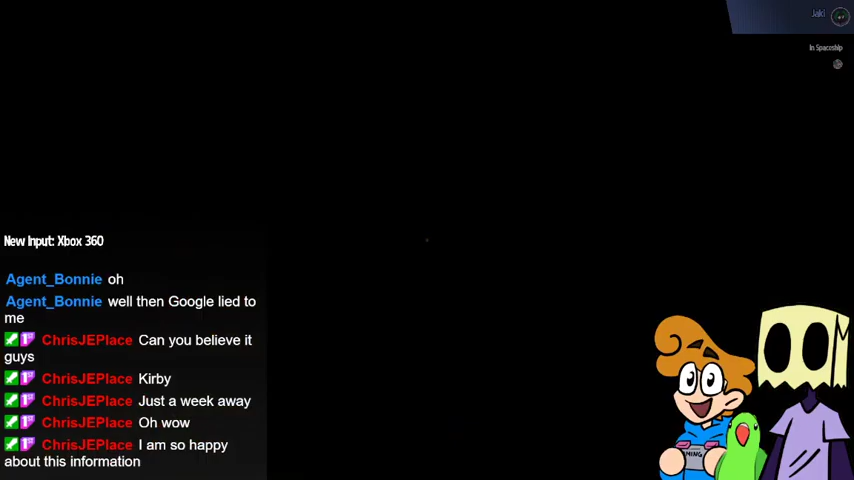 Jaki
In Spaceship
New Input: Xbox 360
Agent_Bonnie oh
Agent_Bonnie well then Google lied to
me
ChrisJEPlace Can you believe it
guys
ChrisJEPlace Kirby
ChrisJEPlace Just a week away
ChrisJEPlace Oh wow
ChrisJEPlace I am so happy
about this information